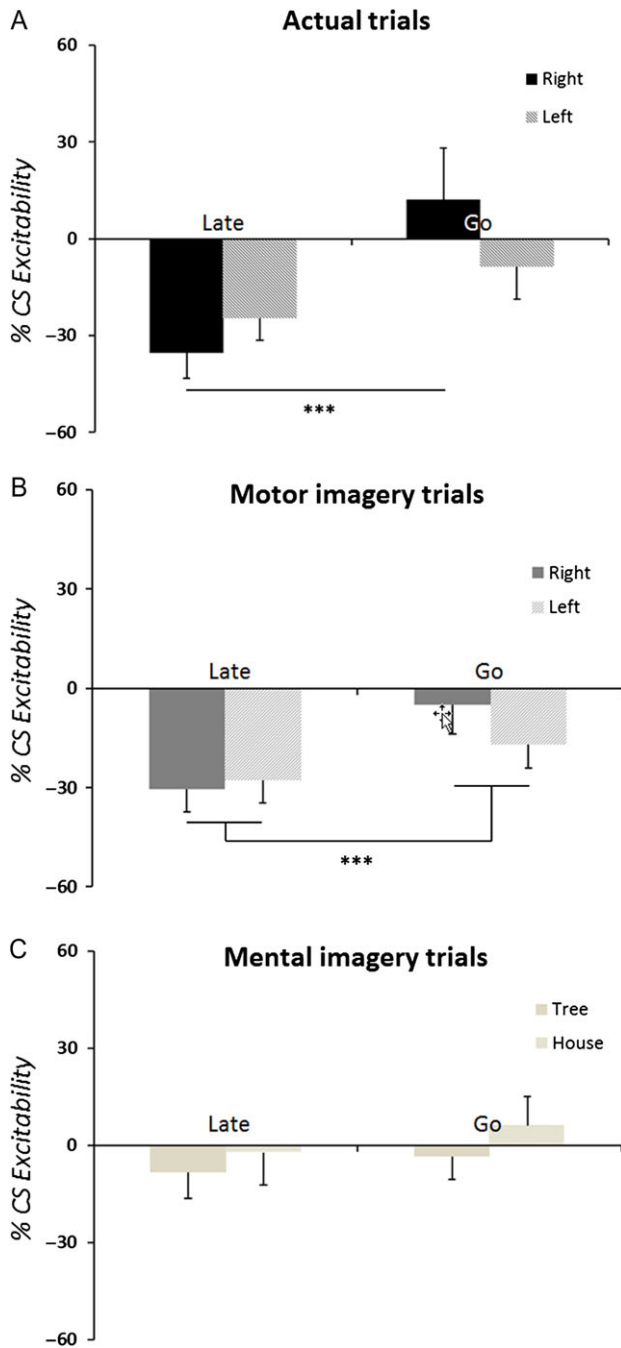 A
Actual trials
60
Right
Left
30
% CS Excitability
Late
Go
0
–30
***
–60
B
Motor imagery trials
60
Right
Left
30
% CS Excitability
Late
Go
0
–30
***
–60
C
Mental imagery trials
60
Tree
House
30
% CS Excitability
Late
Go
0
–30
–60